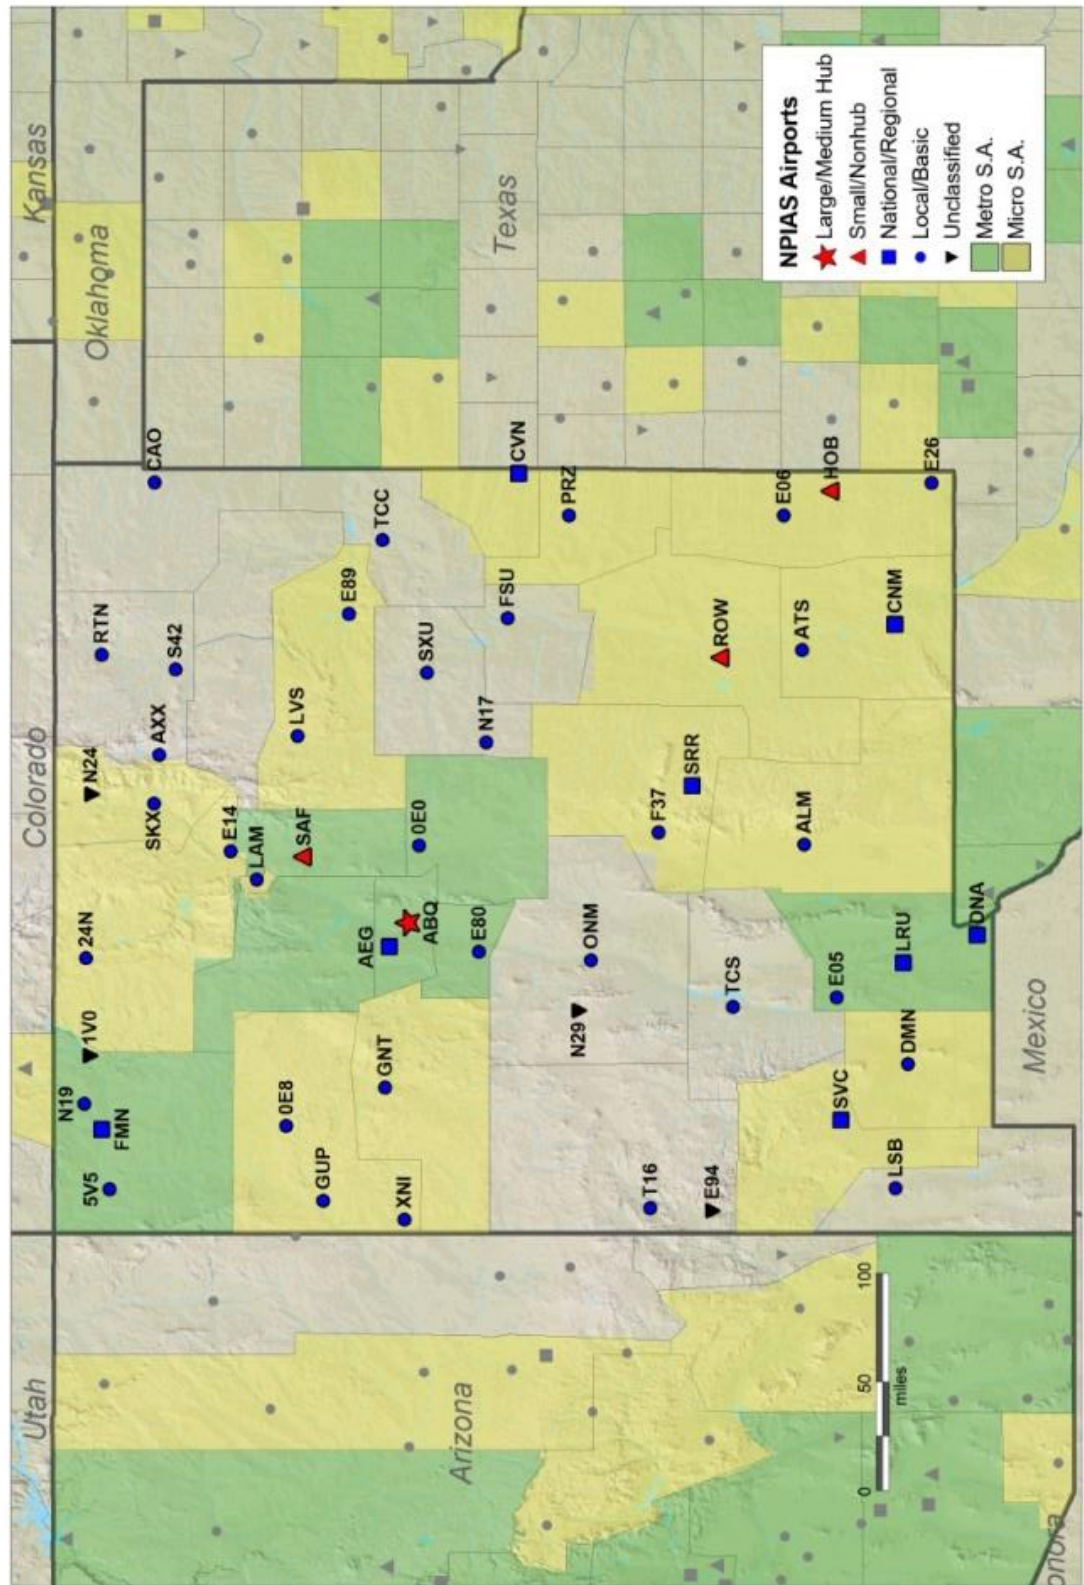 Utah
Colorado
Kansas
Oklahoma
N19
1V0
24N
N24
RTN
5V5
FMN
SKX
AXX
S42
CAO
E14
LAM
0E8
GUP
SAF
LVS
E89
TCC
XNI
GNT
AEG
ABQ
0E0
SXU
Arizona
E80
N17
FSU
CVN
Texas
PRZ
N29
ONM
T16
F37
SRR
ROW
E94
TCS
ATS
E06
ALM
HOB
SVC
E05
LSB
DMN
LRU
CNM
E26
DNA
Mexico
onora
0
50
100
miles
NPIAS Airports
Large/Medium Hub
Small/Nonhub
National/Regional
Local/Basic
Unclassified
Metro S.A.
Micro S.A.